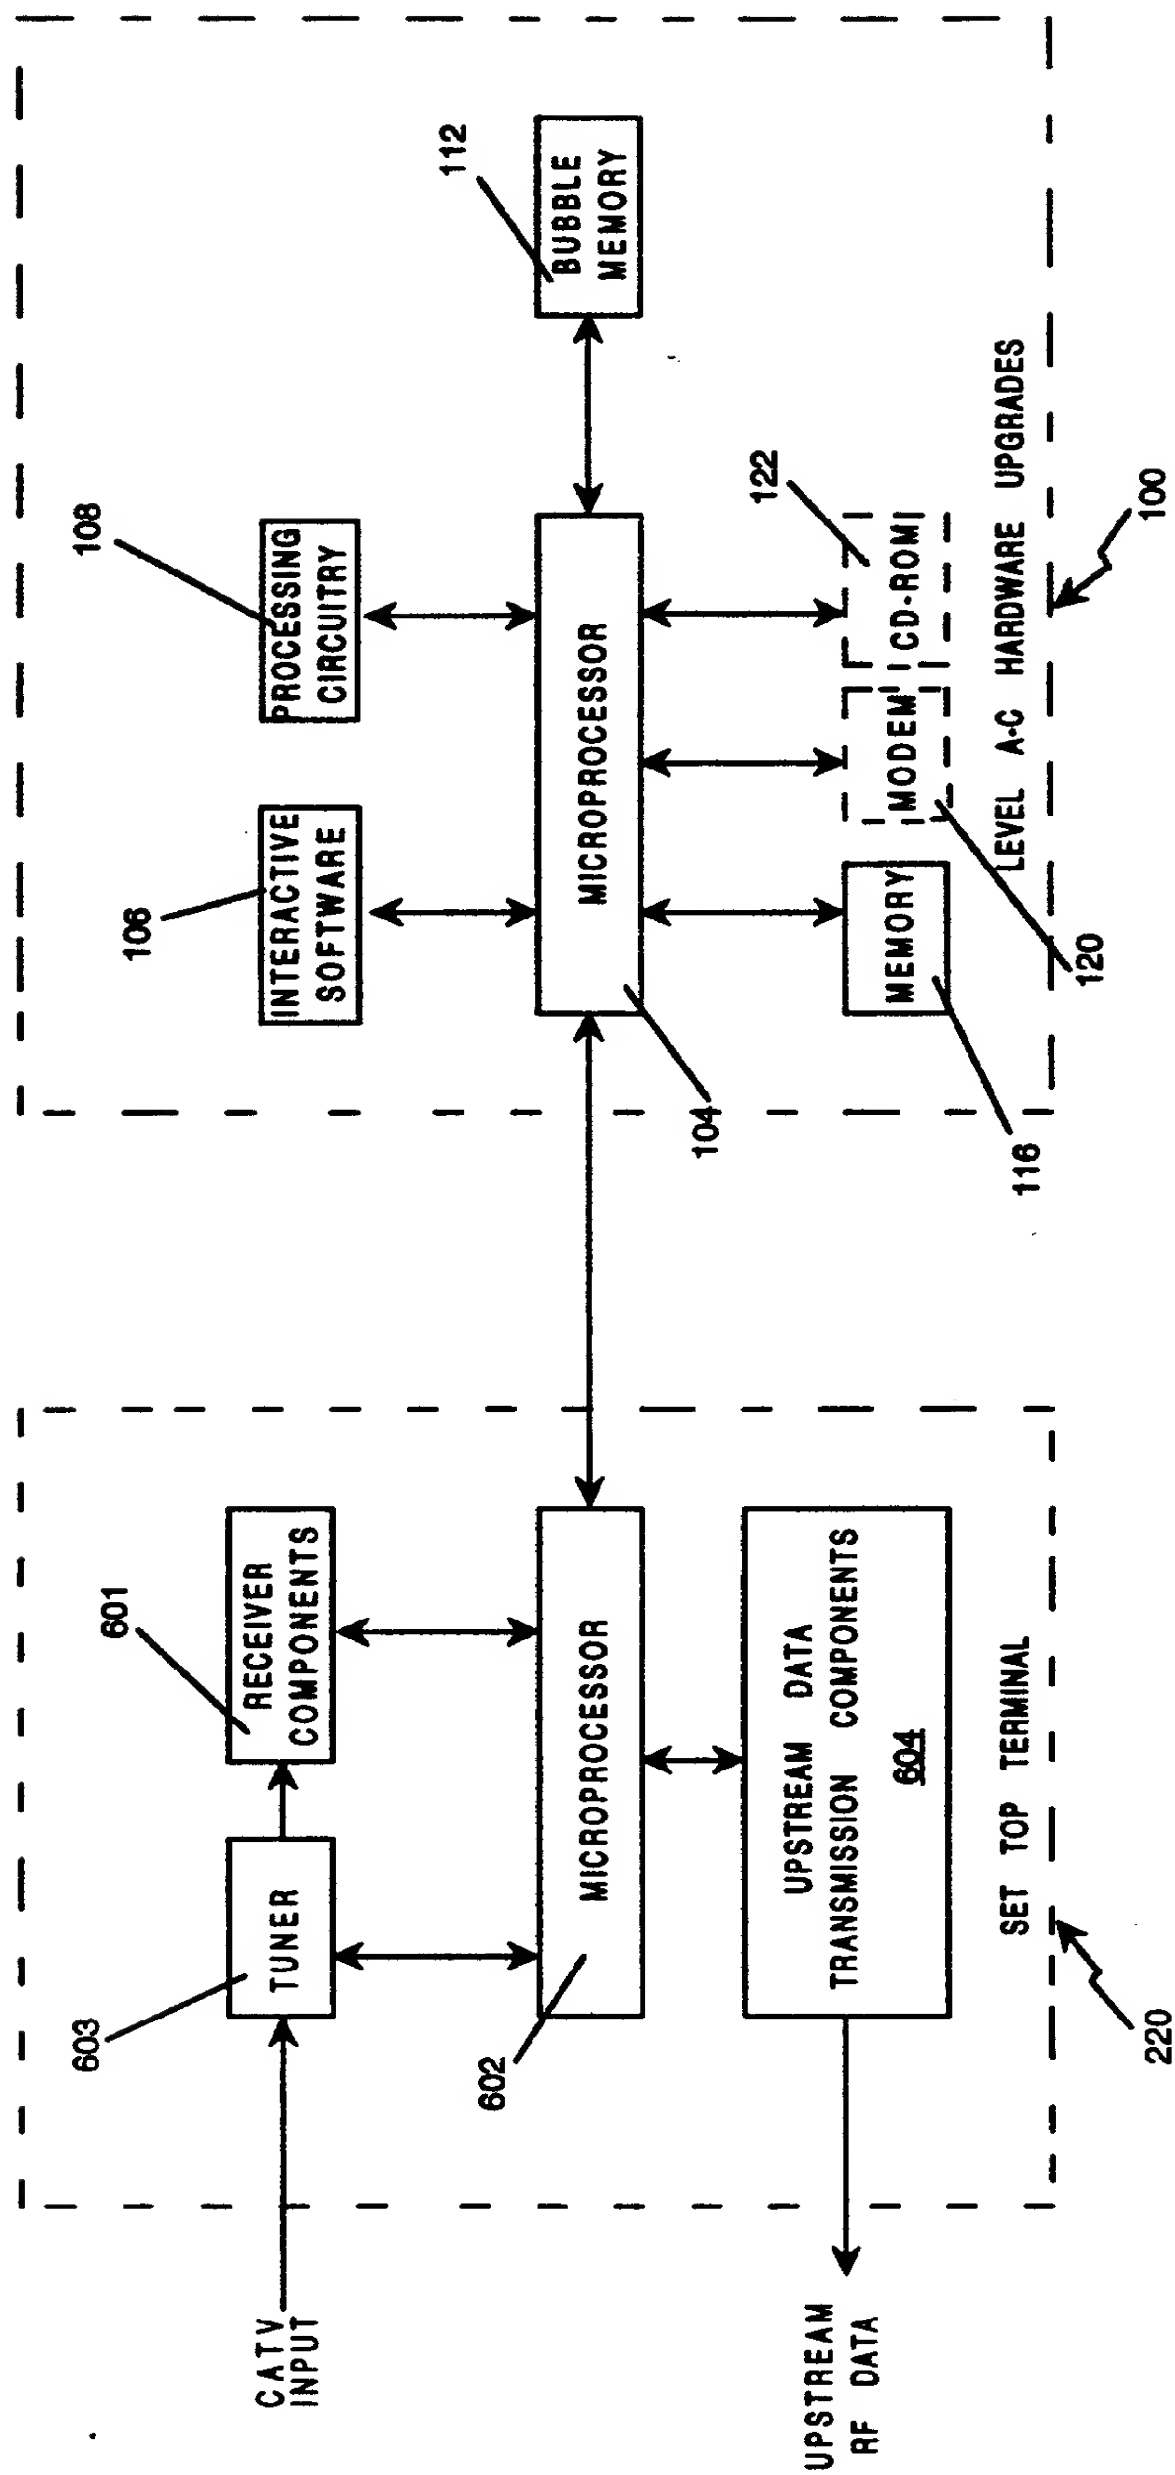 CATV
INPUT
603
TUNER
601
RECEIVER
COMPONENTS
602
MICROPROCESSOR
UPSTREAM DATA
TRANSMISSION COMPONENTS
604
UPSTREAM
RF DATA
SET TOP TERMINAL
220
106
INTERACTIVE
SOFTWARE
108
PROCESSING
CIRCUITRY
104
MICROPROCESSOR
112
BUBBLE
MEMORY
116
MEMORY
120
MODEM
122
CD-ROM
LEVEL A-C HARDWARE UPGRADES
100